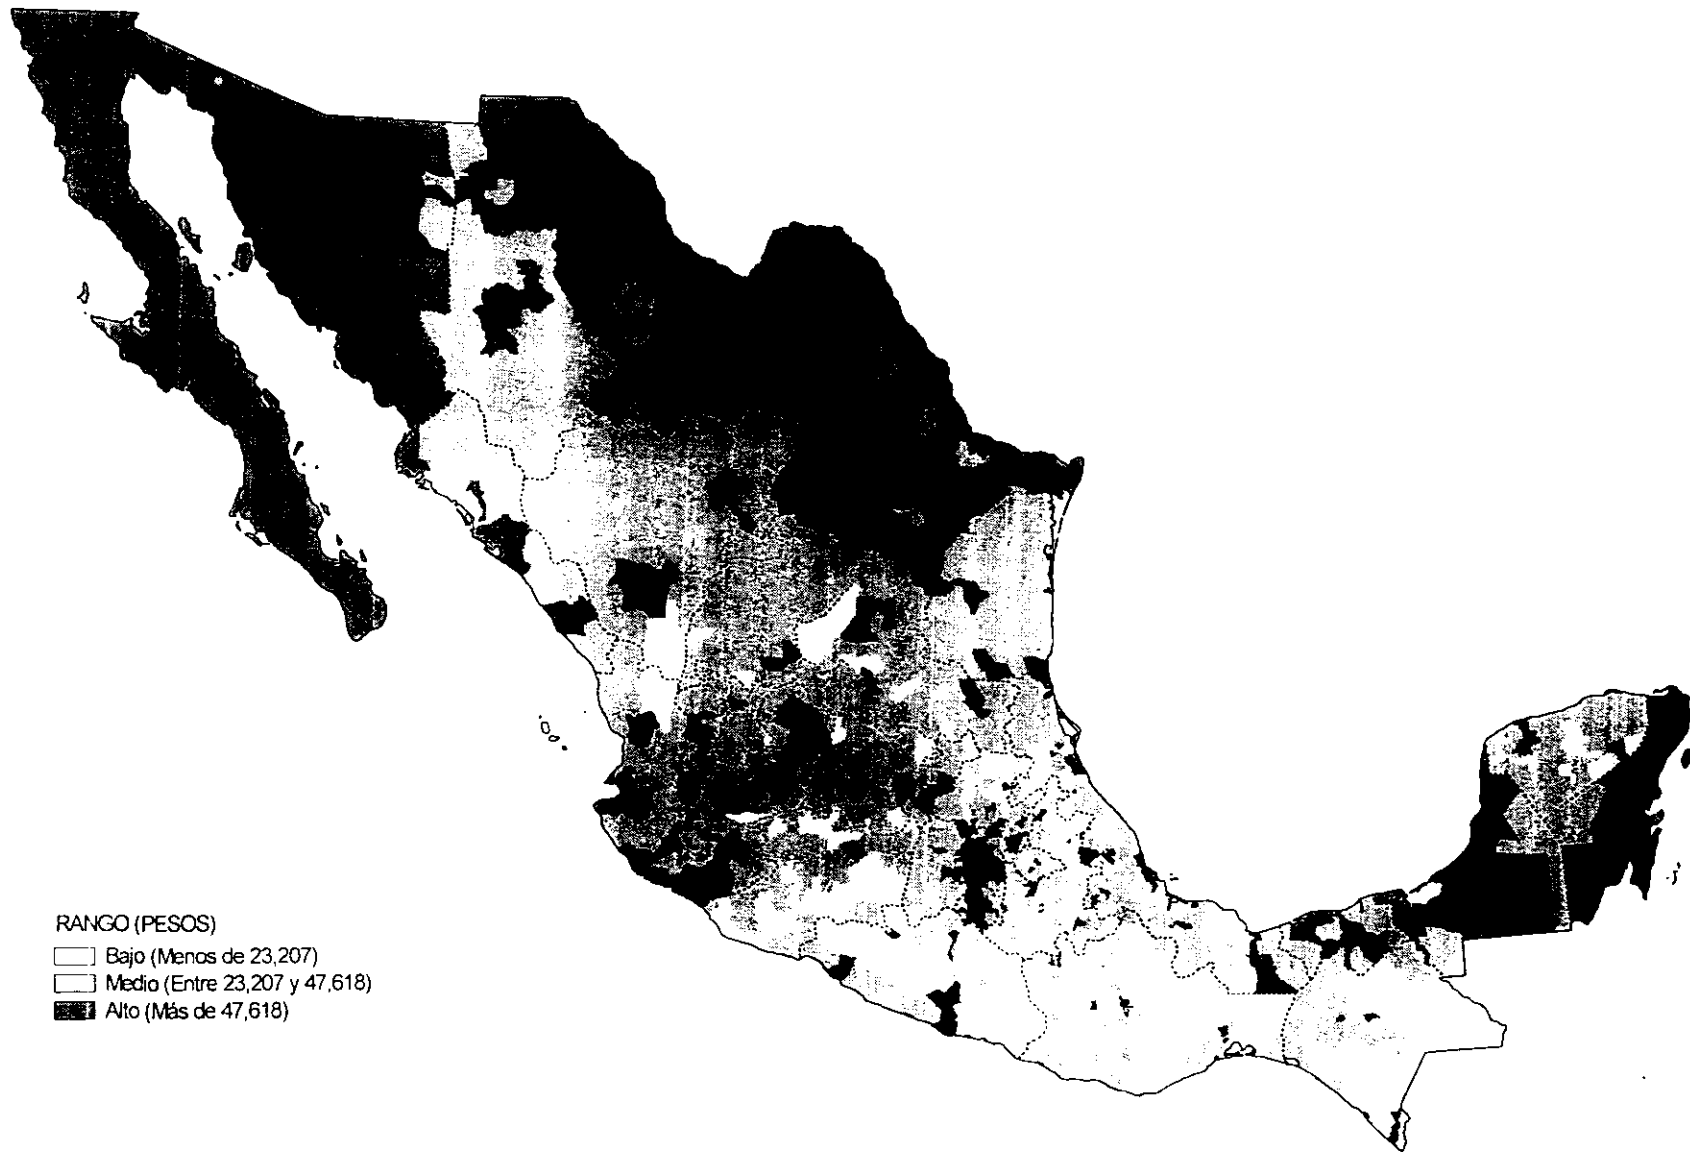 RANGO (PESOS)
Bajo (Menos de 23,207)
Medio (Entre 23,207 y 47,618)
Alto (Más de 47,618)